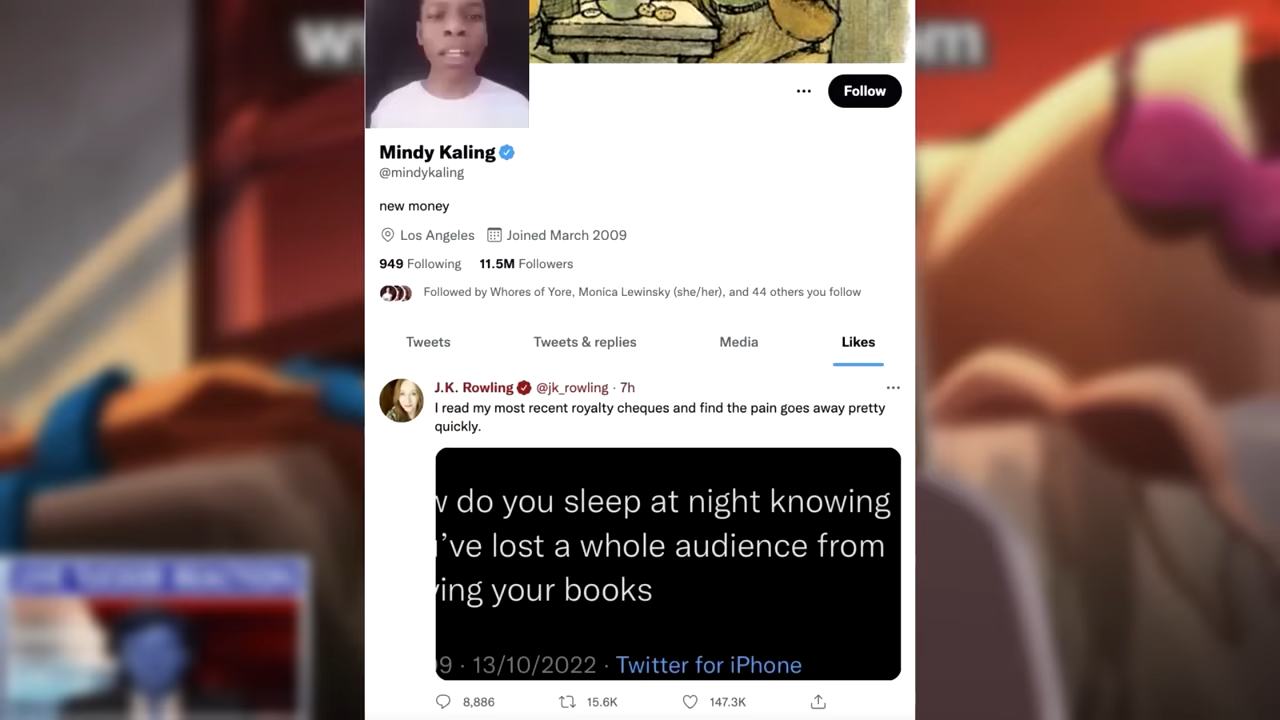 Follow
Mindy Kaling
@mindykaling
new money
Los Angeles Joined March 2009
949 Following 11.5M Followers
Followed by Whores of Yore, Monica Lewinsky (she/her), and 44 others you follow
Tweets Tweets & replies Media Likes
J.K. Rowling @jk_rowling · 7h
I read my most recent royalty cheques and find the pain goes away pretty
quickly.
do you sleep at night knowing
've lost a whole audience from
your books
9 · 13/10/2022 · Twitter for iPhone
8,886 15.6K 147.3K